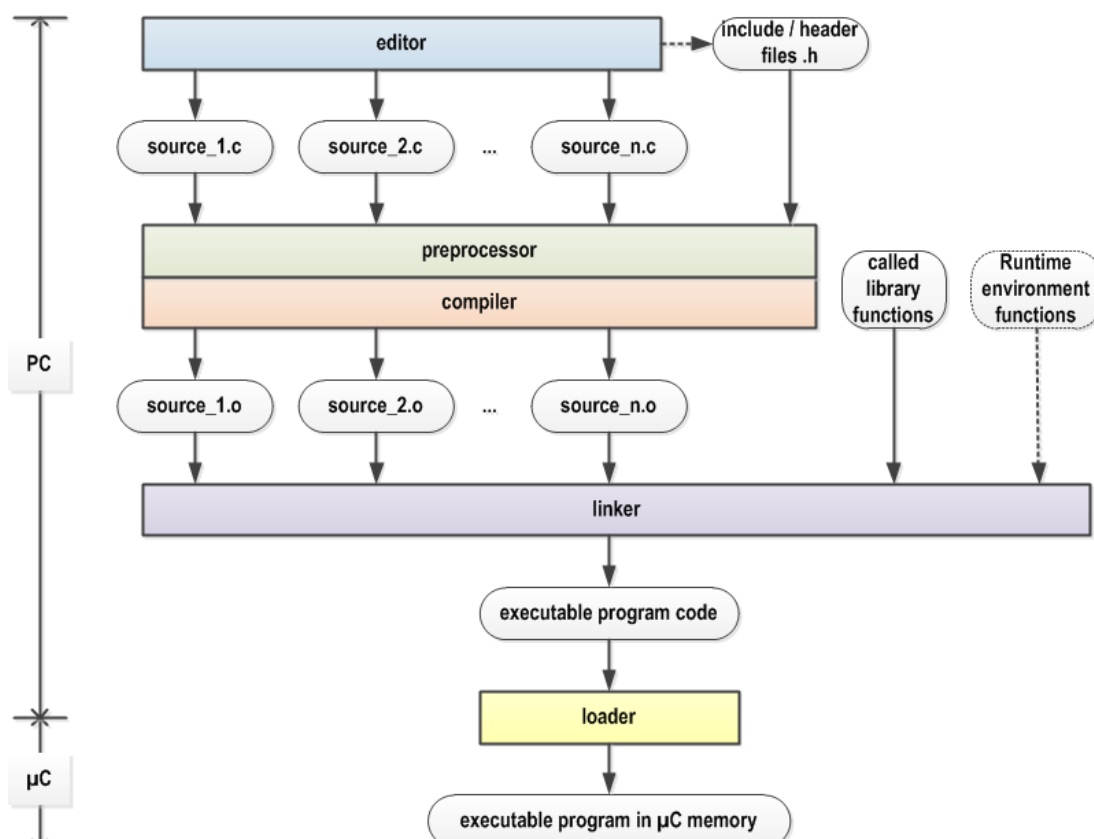 editor
include / header
files .h
source_1.c
source_2.c
...
source_n.c
preprocessor
compiler
called
library
functions
Runtime
environment
functions
PC
source_1.o
source_2.o
...
source_n.o
linker
executable program code
loader
µC
executable program in µC memory